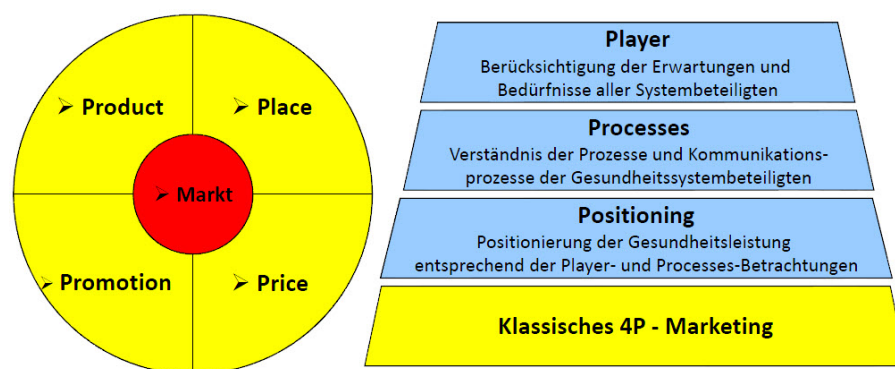 ➢ Product
➢ Place
➢ Markt
➢ Promotion
➢ Price
Player
Berücksichtigung der Erwartungen und
Bedürfnisse aller Systembeteiligten
Processes
Verständnis der Prozesse und Kommunikations-
prozesse der Gesundheitssystembeteiligten
Positioning
Positionierung der Gesundheitsleistung
entsprechend der Player- und Processes-Betrachtungen
Klassisches 4P - Marketing